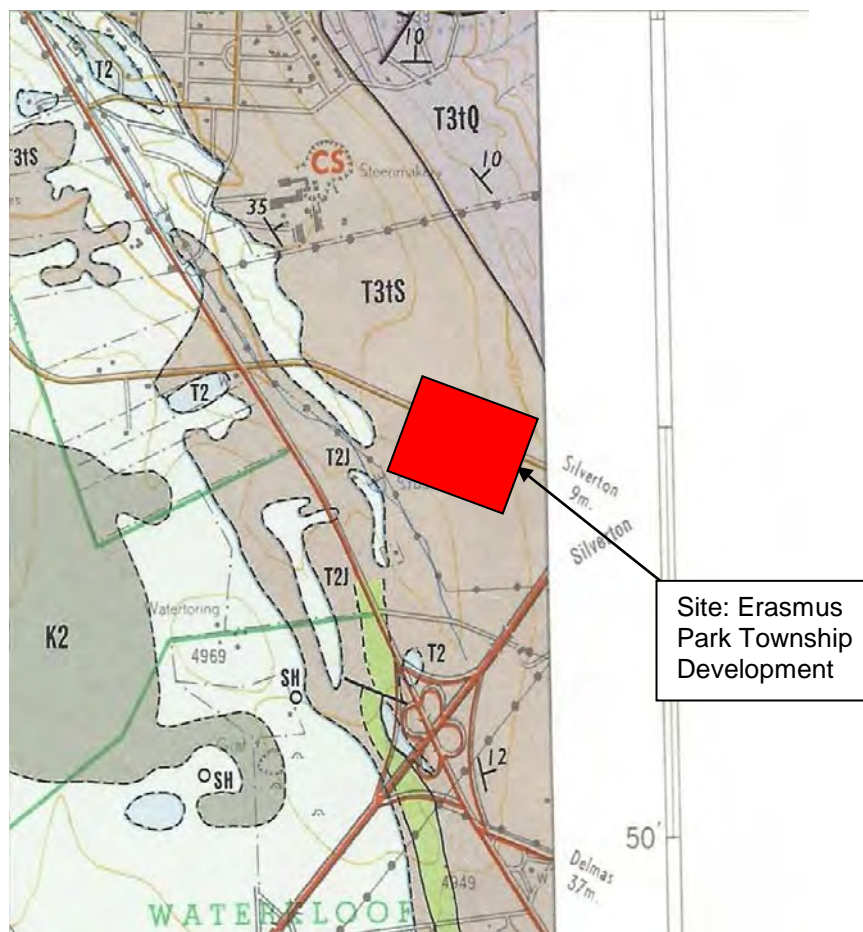 10
T2
T3tQ
T3tS
CS
Steenmakery
10
35
T3tS
T2
T2J
Silverton
9m.
Silverton
T2J
Site: Erasmus
Park Township
Development
Watertoring
K2
4969
T2
SH
SH
12
50'
Delmas
37m.
4949
WATERKLOOF